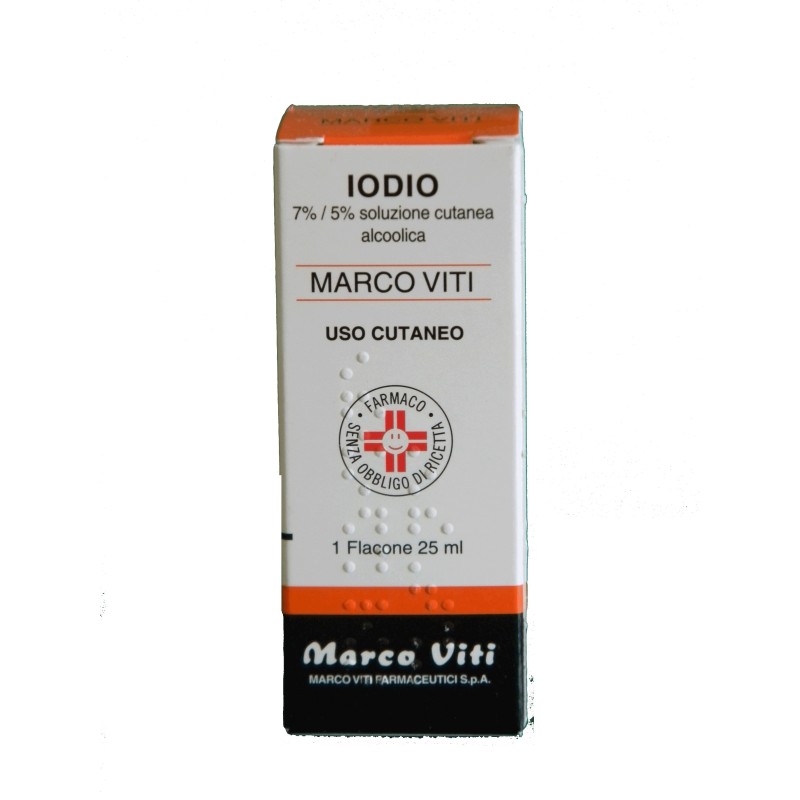 MARCO VITI
IODIO
7% / 5% soluzione cutanea
alcoolica
MARCO VITI
USO CUTANEO
FARMACO
SENZA OBBLIGO DI RICETTA
1 Flacone 25 ml
Marco Viti
MARCO VITI FARMACEUTICI S.p.A.